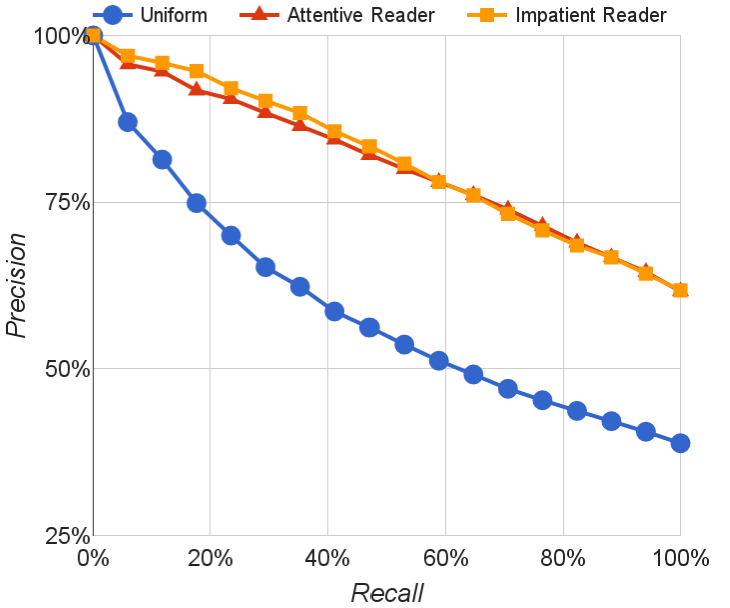 Uniform Attentive Reader Impatient Reader
100%
75%
50%
25%
Precision
0% 20% 40% 60% 80% 100%
Recall